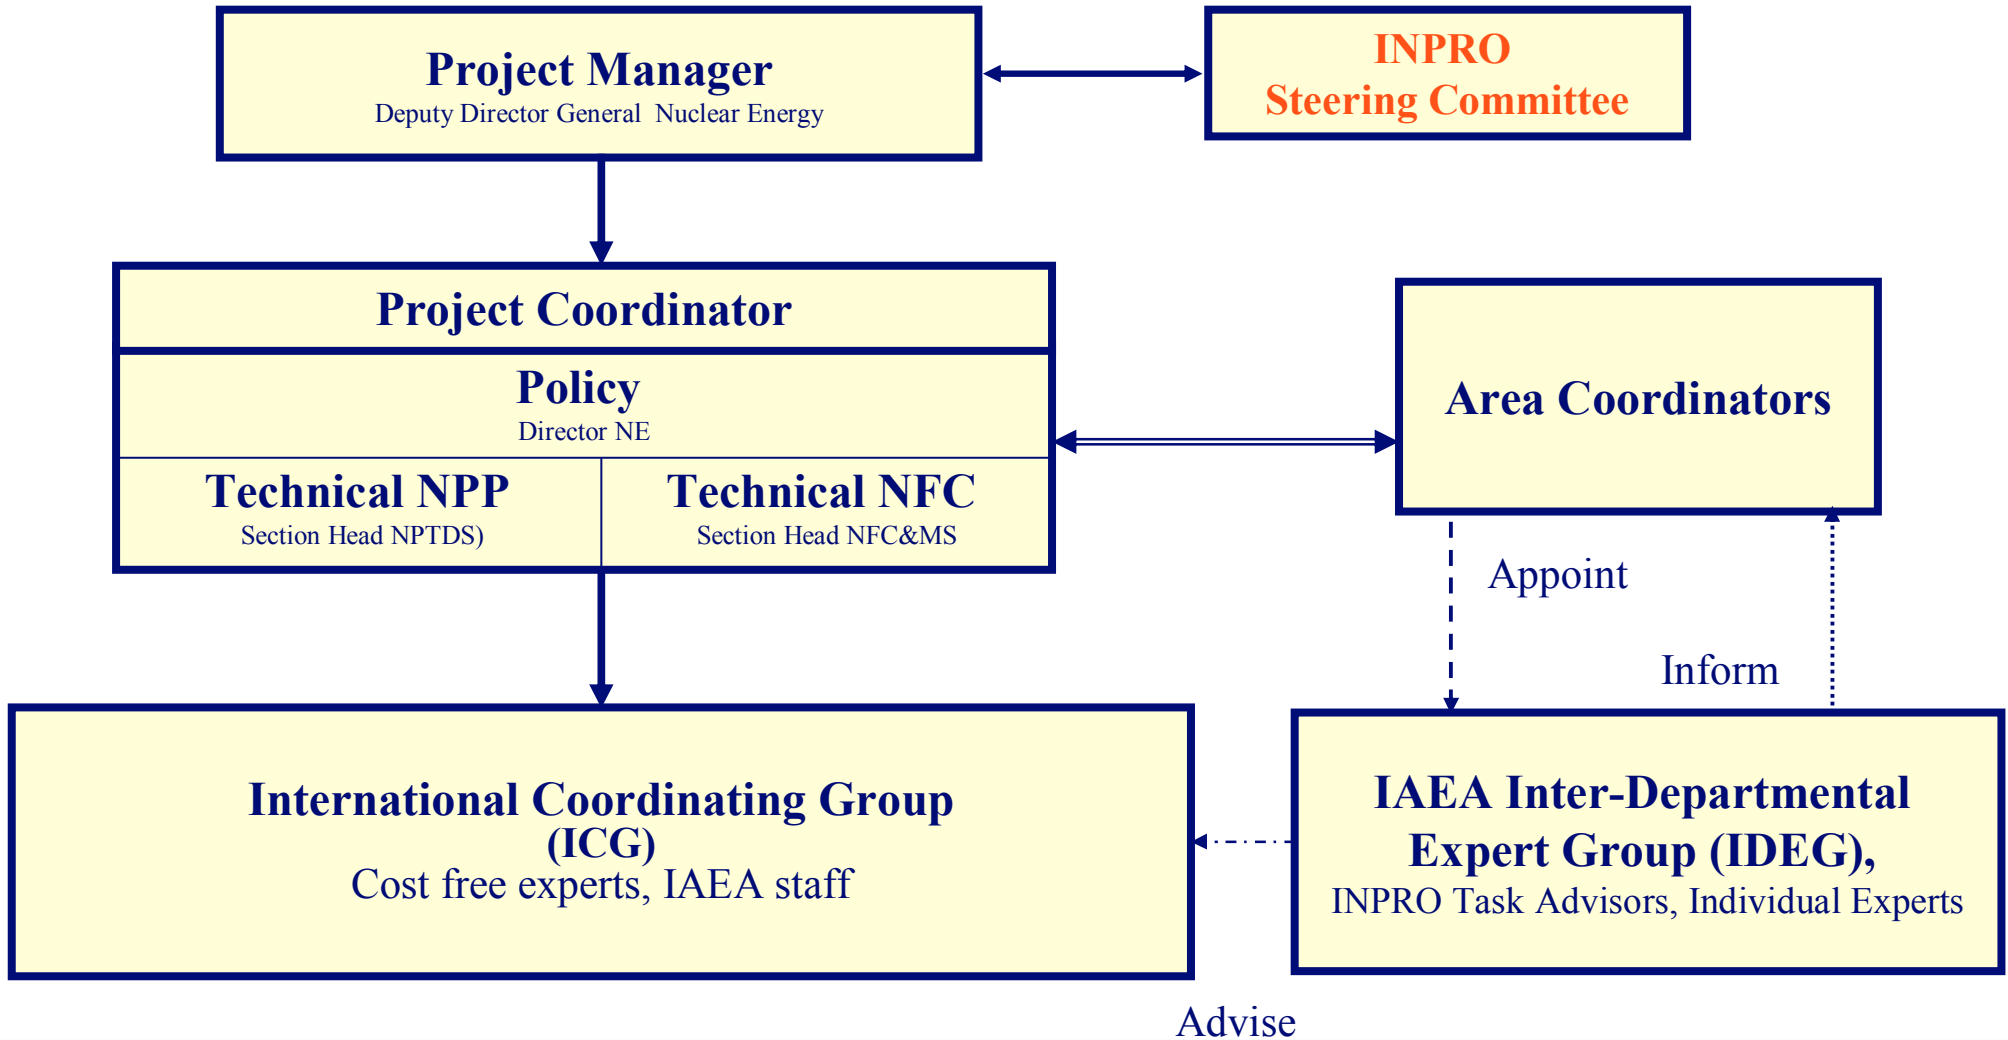 Project Manager
Deputy Director General  Nuclear Energy
INPRO
Steering Committee
Project Coordinator
Policy
Director NE
Technical NPP
Section Head NPTDS)
Technical NFC
Section Head NFC&MS
Area Coordinators
Appoint
Inform
International Coordinating Group
(ICG)
Cost free experts, IAEA staff
IAEA Inter-Departmental
Expert Group (IDEG),
INPRO Task Advisors, Individual Experts
Advise